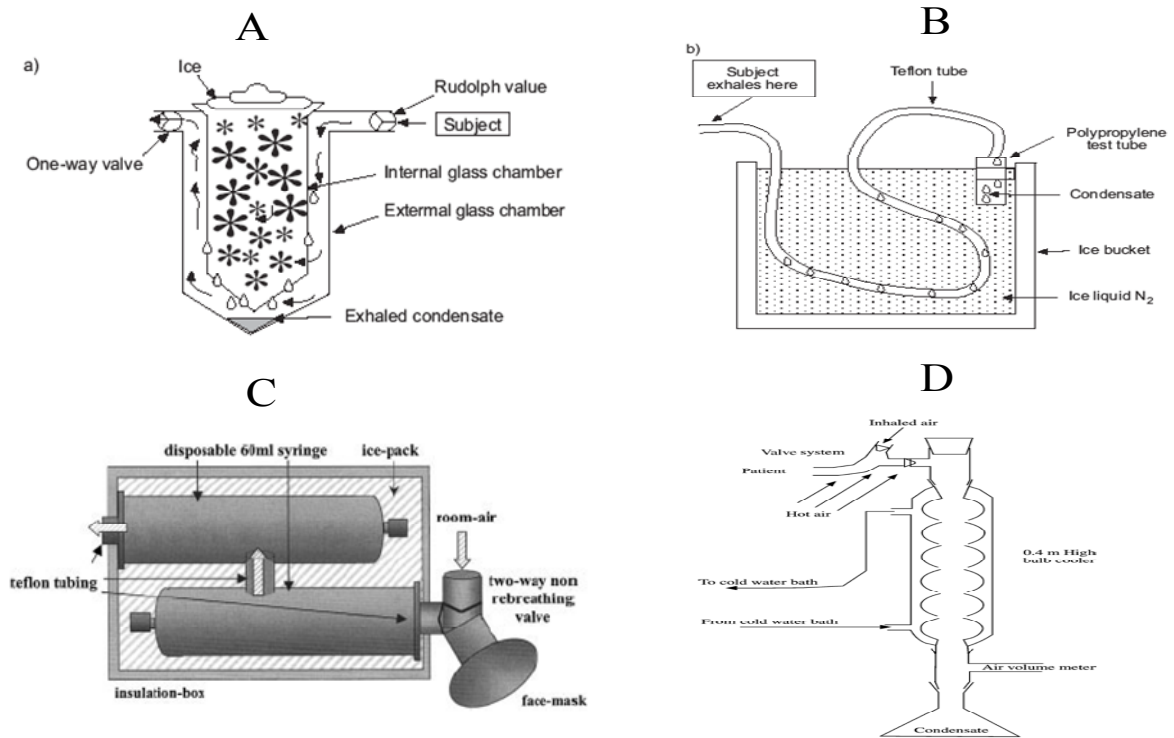 A
a)
Ice
Rudolph value
Subject
One-way valve
Internal glass chamber
Extermal glass chamber
Exhaled condensate
B
b)
Subject
exhales here
Teflon tube
Polypropylene
test tube
Condensate
Ice bucket
Ice liquid N2
C
disposable 60ml syringe
ice-pack
room-air
teflon tubing
two-way non
rebreathing
valve
insulation-box
face-mask
D
Inhaled air
Valve system
Patient
Hot air
0.4 m High
bulb cooler
To cold water bath
From cold water bath
Air volume meter
Condensate